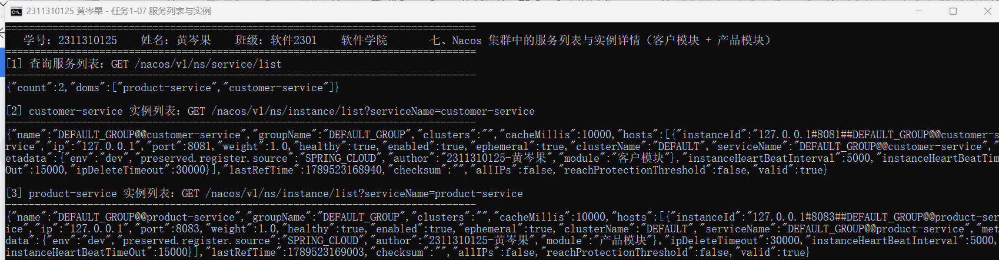 2311310125 黄岑果 - 任务1-07 服务列表与实例
================================================================================
学号：2311310125    姓名：黄岑果    班级：软件2301    软件学院       七、Nacos 集群中的服务列表与实例详情（客户模块 + 产品模块）
================================================================================
[1] 查询服务列表：GET /nacos/v1/ns/service/list
--------------------------------------------------------------------------------
{"count":2,"doms":["product-service","customer-service"]}
[2] customer-service 实例列表：GET /nacos/v1/ns/instance/list?serviceName=customer-service
--------------------------------------------------------------------------------
{"name":"DEFAULT_GROUP@@customer-service","groupName":"DEFAULT_GROUP","clusters":"","cacheMillis":10000,"hosts":[{"instanceId":"127.0.0.1#8081##DEFAULT_GROUP@@customer-s
rvice","ip":"127.0.0.1","port":8081,"weight":1.0,"healthy":true,"enabled":true,"ephemeral":true,"clusterName":"DEFAULT","serviceName":"DEFAULT_GROUP@@customer-service","
etadata":{"env":"dev","preserved.register.source":"SPRING_CLOUD","author":"2311310125-黄岑果","module":"客户模块"},"instanceHeartBeatInterval":5000,"instanceHeartBeatTim
Out":15000,"ipDeleteTimeout":30000}],"lastRefTime":1789523168940,"checksum":"","allIPs":false,"reachProtectionThreshold":false,"valid":true}
[3] product-service 实例列表：GET /nacos/v1/ns/instance/list?serviceName=product-service
--------------------------------------------------------------------------------
{"name":"DEFAULT_GROUP@@product-service","groupName":"DEFAULT_GROUP","clusters":"","cacheMillis":10000,"hosts":[{"instanceId":"127.0.0.1#8083##DEFAULT_GROUP@@product-ser
ice","ip":"127.0.0.1","port":8083,"weight":1.0,"healthy":true,"enabled":true,"ephemeral":true,"clusterName":"DEFAULT","serviceName":"DEFAULT_GROUP@@product-service","met
data":{"env":"dev","preserved.register.source":"SPRING_CLOUD","author":"2311310125-黄岑果","module":"产品模块"},"ipDeleteTimeout":30000,"instanceHeartBeatInterval":5000,
instanceHeartBeatTimeOut":15000}],"lastRefTime":1789523169003,"checksum":"","allIPs":false,"reachProtectionThreshold":false,"valid":true}